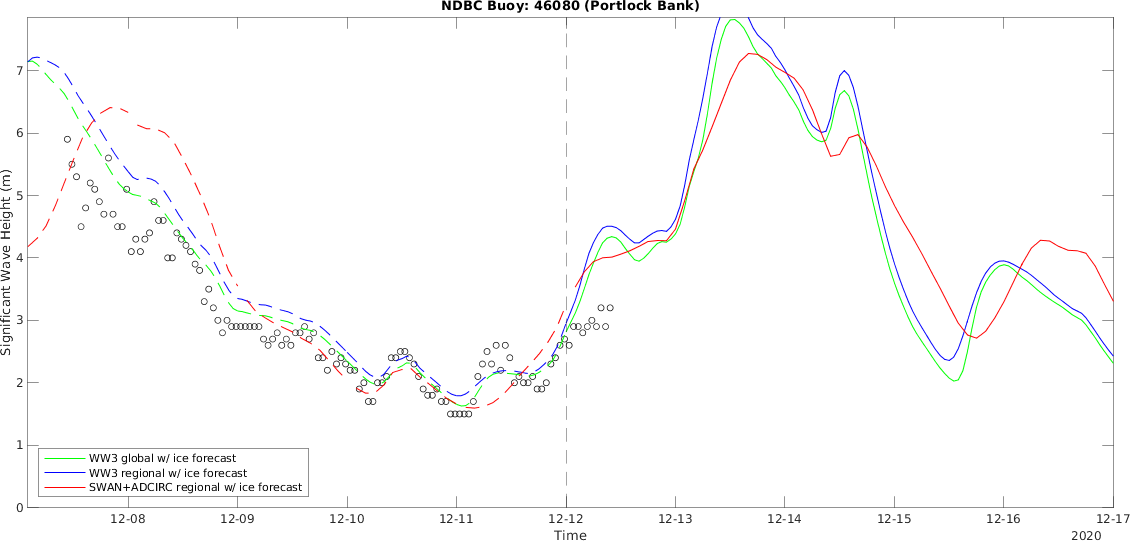 NDBC Buoy: 46080 (Portlock Bank)
Significant Wave Height (m)
7
6
5
4
3
2
1
0
WW3 global w/ ice forecast
WW3 regional w/ ice forecast
SWAN+ADCIRC regional w/ ice forecast
12-08 12-09 12-10 12-11 12-12 12-13 12-14 12-15 12-16 12-17
Time
2020